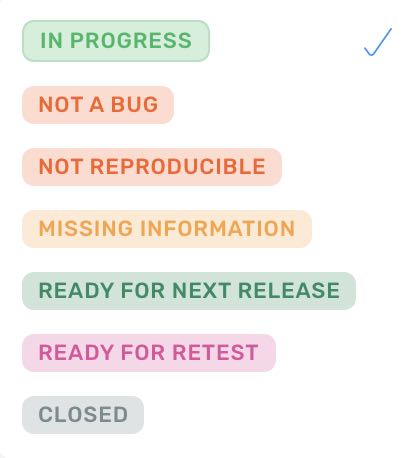 IN PROGRESS
NOT A BUG
NOT REPRODUCIBLE
MISSING INFORMATION
READY FOR NEXT RELEASE
READY FOR RETEST
CLOSED